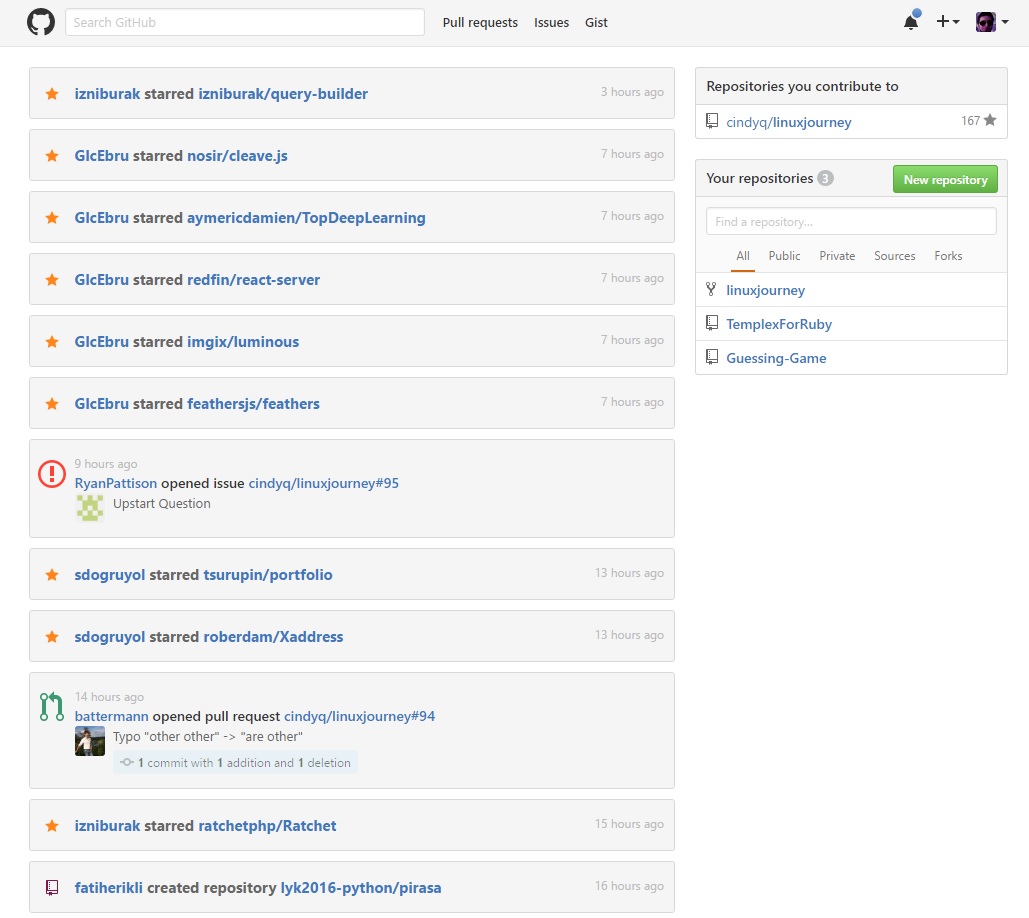 Search GitHub
Pull requests Issues Gist
izniburak starred izniburak/query-builder 3 hours ago
GlcEbru starred nosir/cleave.js 7 hours ago
GlcEbru starred aymericdamien/TopDeepLearning 7 hours ago
GlcEbru starred redfin/react-server 7 hours ago
GlcEbru starred imgix/luminous 7 hours ago
GlcEbru starred feathersjs/feathers 7 hours ago
9 hours ago
RyanPattison opened issue cindyq/linuxjourney#95
Upstart Question
sdogruyol starred tsurupin/portfolio 13 hours ago
sdogruyol starred roberdam/Xaddress 13 hours ago
14 hours ago
battermann opened pull request cindyq/linuxjourney#94
Typo "other other" -> "are other"
1 commit with 1 addition and 1 deletion
izniburak starred ratchetphp/Ratchet 15 hours ago
fatiherikli created repository lyk2016-python/pirasa 16 hours ago
Repositories you contribute to
cindyq/linuxjourney 167
Your repositories 3 New repository
Find a repository...
All Public Private Sources Forks
linuxjourney
TemplexForRuby
Guessing-Game